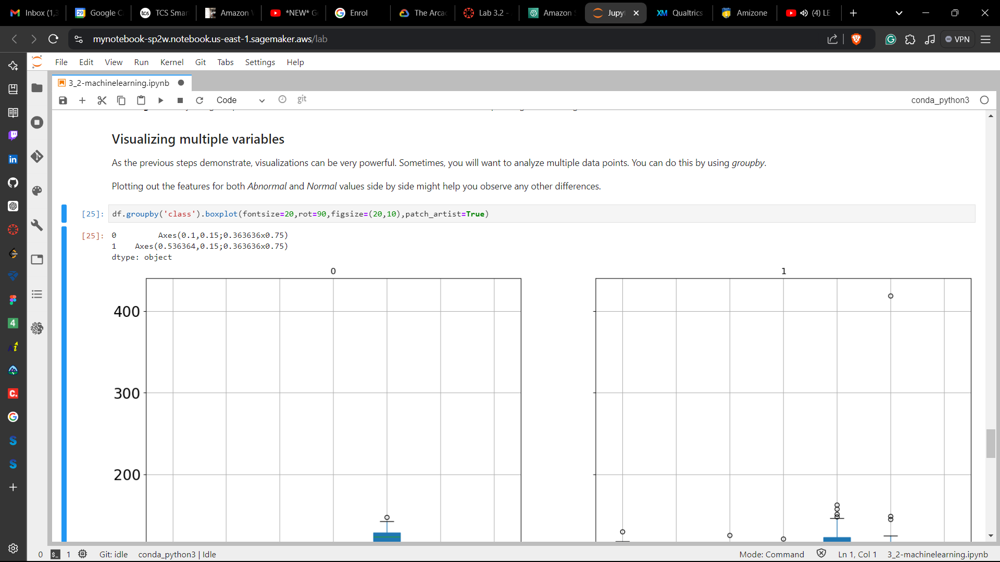 Inbox (1,3
Google C
TCS Smar
Amazon
*NEW* G
Enrol
The Arca
Lab 3.2 -
Amazon
Jupyt
Qualtrics
Amizone
(4) LE
mynotebook-sp2w.notebook.us-east-1.sagemaker.aws/lab
VPN
File Edit View Run Kernel Git Tabs Settings Help
3_2-machinelearning.ipynb
Code
git
conda_python3
Visualizing multiple variables
As the previous steps demonstrate, visualizations can be very powerful. Sometimes, you will want to analyze multiple data points. You can do this by using groupby.
Plotting out the features for both Abnormal and Normal values side by side might help you observe any other differences.
[25]: df.groupby('class').boxplot(fontsize=20,rot=90,figsize=(20,10),patch_artist=True)
[25]: 0 Axes(0.1,0.15;0.363636x0.75)
1 Axes(0.536364,0.15;0.363636x0.75)
dtype: object
0
1
400
300
200
0 1 Git: idle conda_python3 | Idle
Mode: Command Ln 1, Col 1 3_2-machinelearning.ipynb